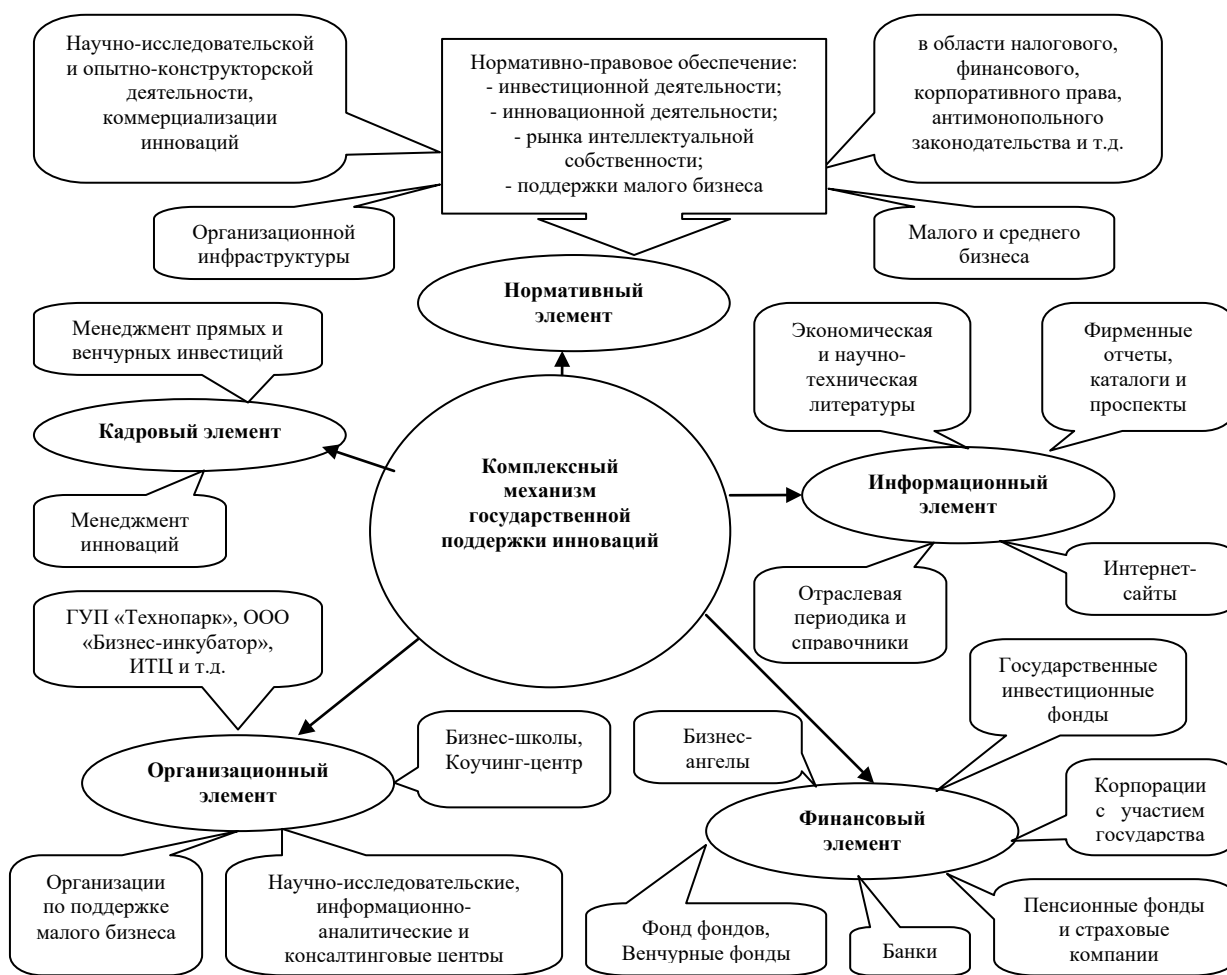 Научно-исследовательской
и опытно-конструкторской
деятельности,
коммерциализации
инноваций
Нормативно-правовое обеспечение:
- инвестиционной деятельности;
- инновационной деятельности;
- рынка интеллектуальной
собственности;
- поддержки малого бизнеса
в области налогового,
финансового,
корпоративного права,
антимонопольного
законодательства и т.д.
Организационной
инфраструктуры
Малого и среднего
бизнеса
Нормативный
элемент
Менеджмент прямых и
венчурных инвестиций
Кадровый элемент
Менеджмент
инноваций
Комплексный
механизм
государственной
поддержки инноваций
Экономическая
и научно-
техническая
литературы
Фирменные
отчеты,
каталоги и
проспекты
Информационный
элемент
Отраслевая
периодика и
справочники
Интернет-
сайты
ГУП «Технопарк», ООО
«Бизнес-инкубатор»,
ИТЦ и т.д.
Бизнес-школы,
Коучинг-центр
Организационный
элемент
Организации
по поддержке
малого бизнеса
Научно-исследовательские,
информационно-
аналитические и
консалтинговые центры
Бизнес-
ангелы
Государственные
инвестиционные
фонды
Корпорации
с участием
государства
Финансовый
элемент
Фонд фондов,
Венчурные фонды
Банки
Пенсионные фонды
и страховые
компании